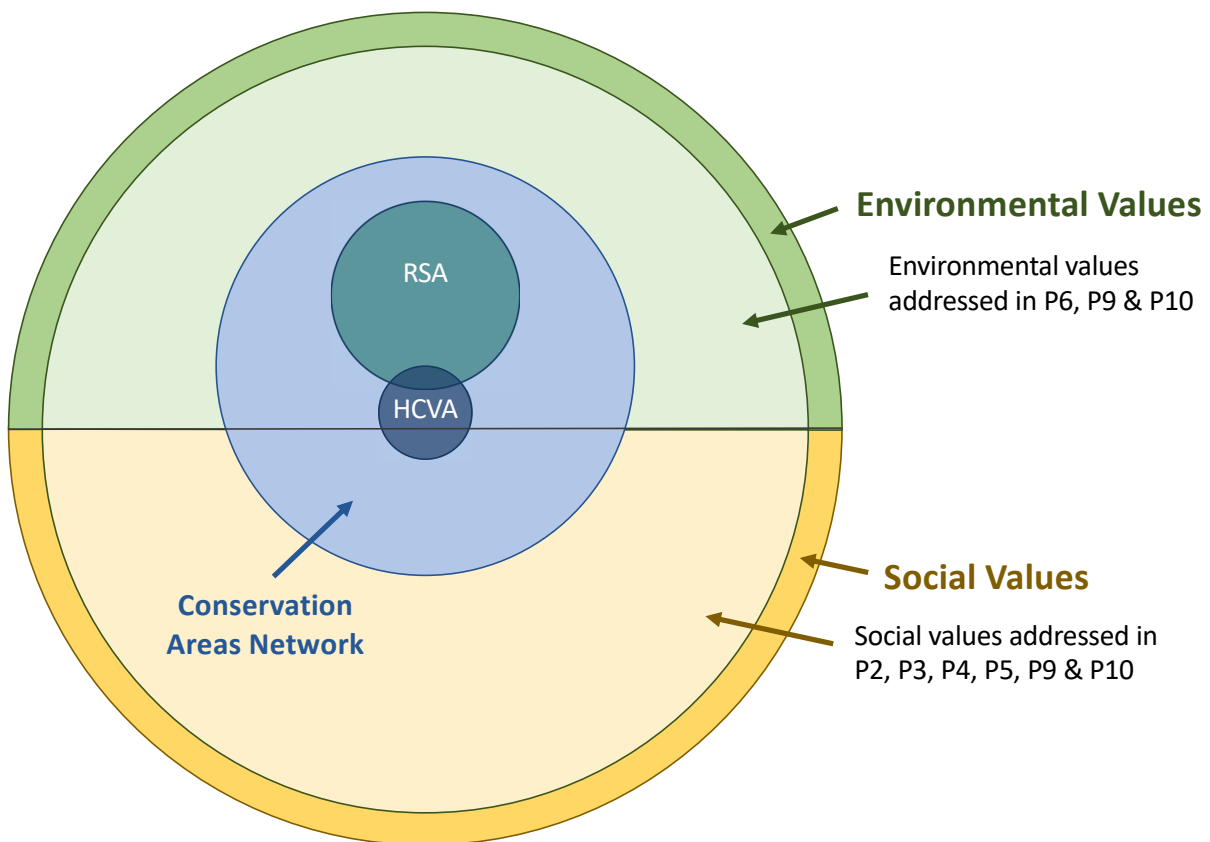 Environmental Values
Environmental values
addressed in P6, P9 & P10
RSA
HCVA
Social Values
Social values addressed in
P2, P3, P4, P5, P9 & P10
Conservation
Areas Network